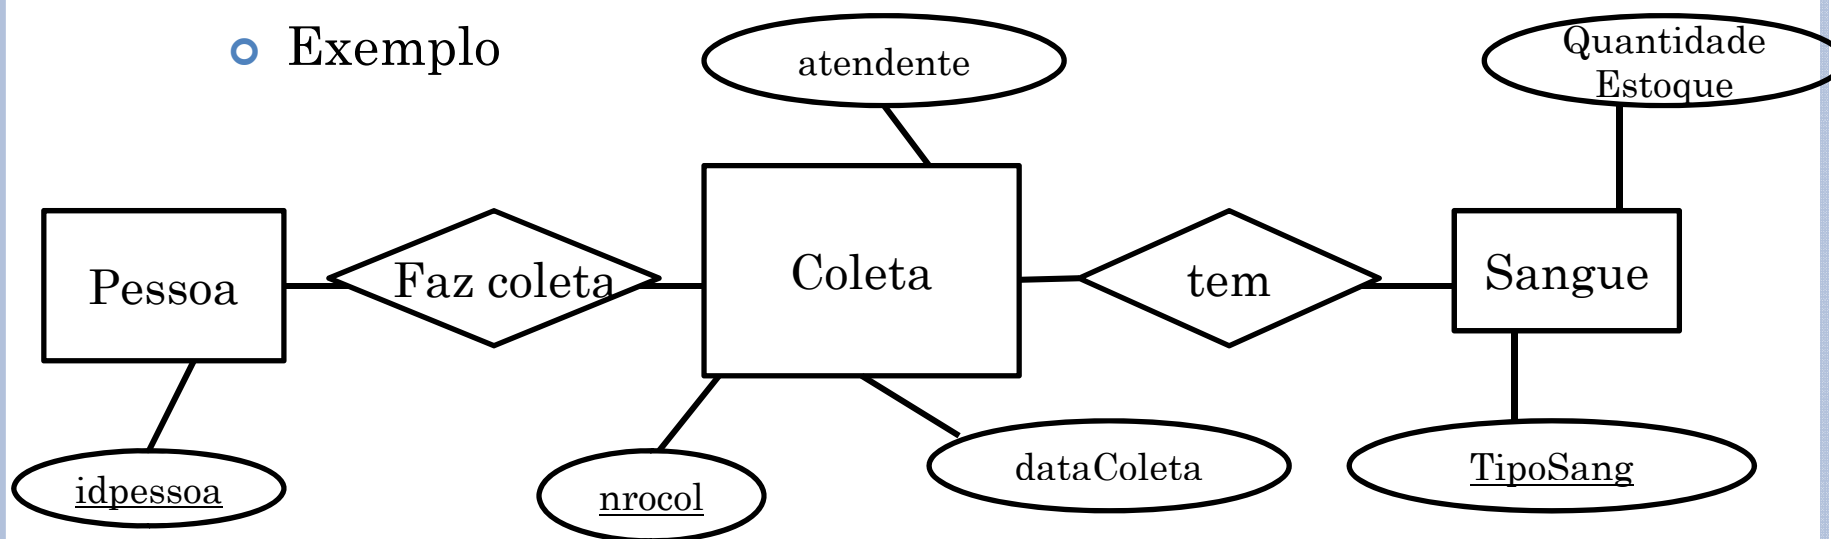 Exemplo
atendente
Quantidade
Estoque
Pessoa
Faz coleta
Coleta
tem
Sangue
idpessoa
nrocol
dataColeta
TipoSang